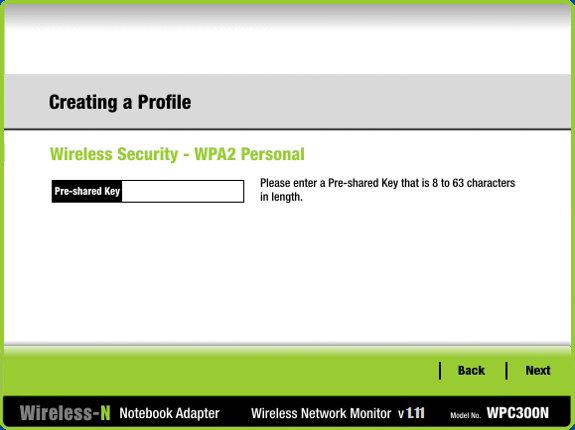 Creating a Profile
Wireless Security - WPA2 Personal
Pre-shared Key
Please enter a Pre-shared Key that is 8 to 63 characters
in length.
Back
Next
Wireless-N Notebook Adapter Wireless Network Monitor v 1.11 Model No. WPC300N